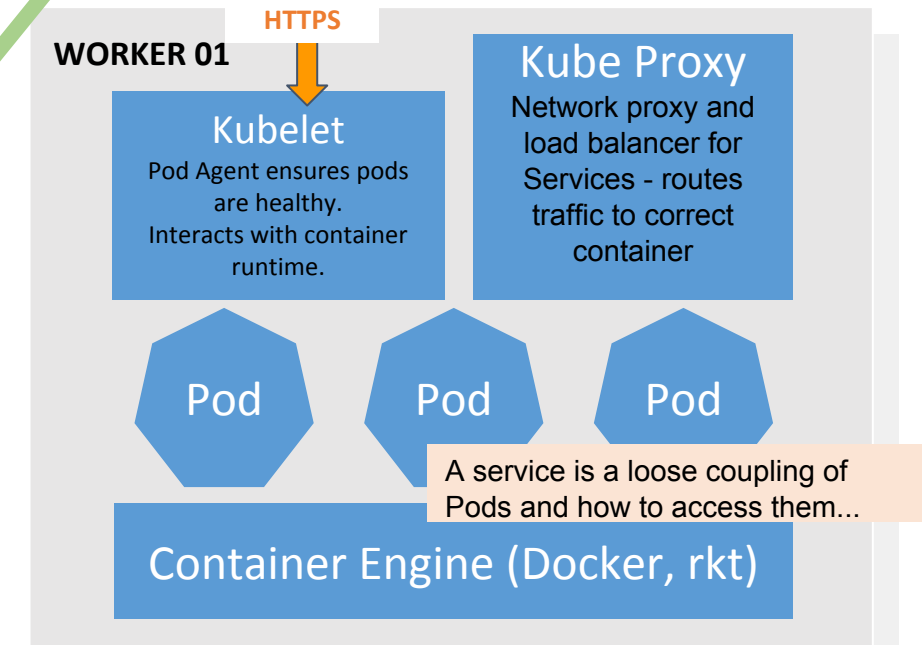 HTTPS
WORKER 01
Kubelet
Pod Agent ensures pods
are healthy.
Interacts with container
runtime.
Kube Proxy
Network proxy and
load balancer for
Services - routes
traffic to correct
container
Pod
Pod
Pod
A service is a loose coupling of
Pods and how to access them...
Container Engine (Docker, rkt)